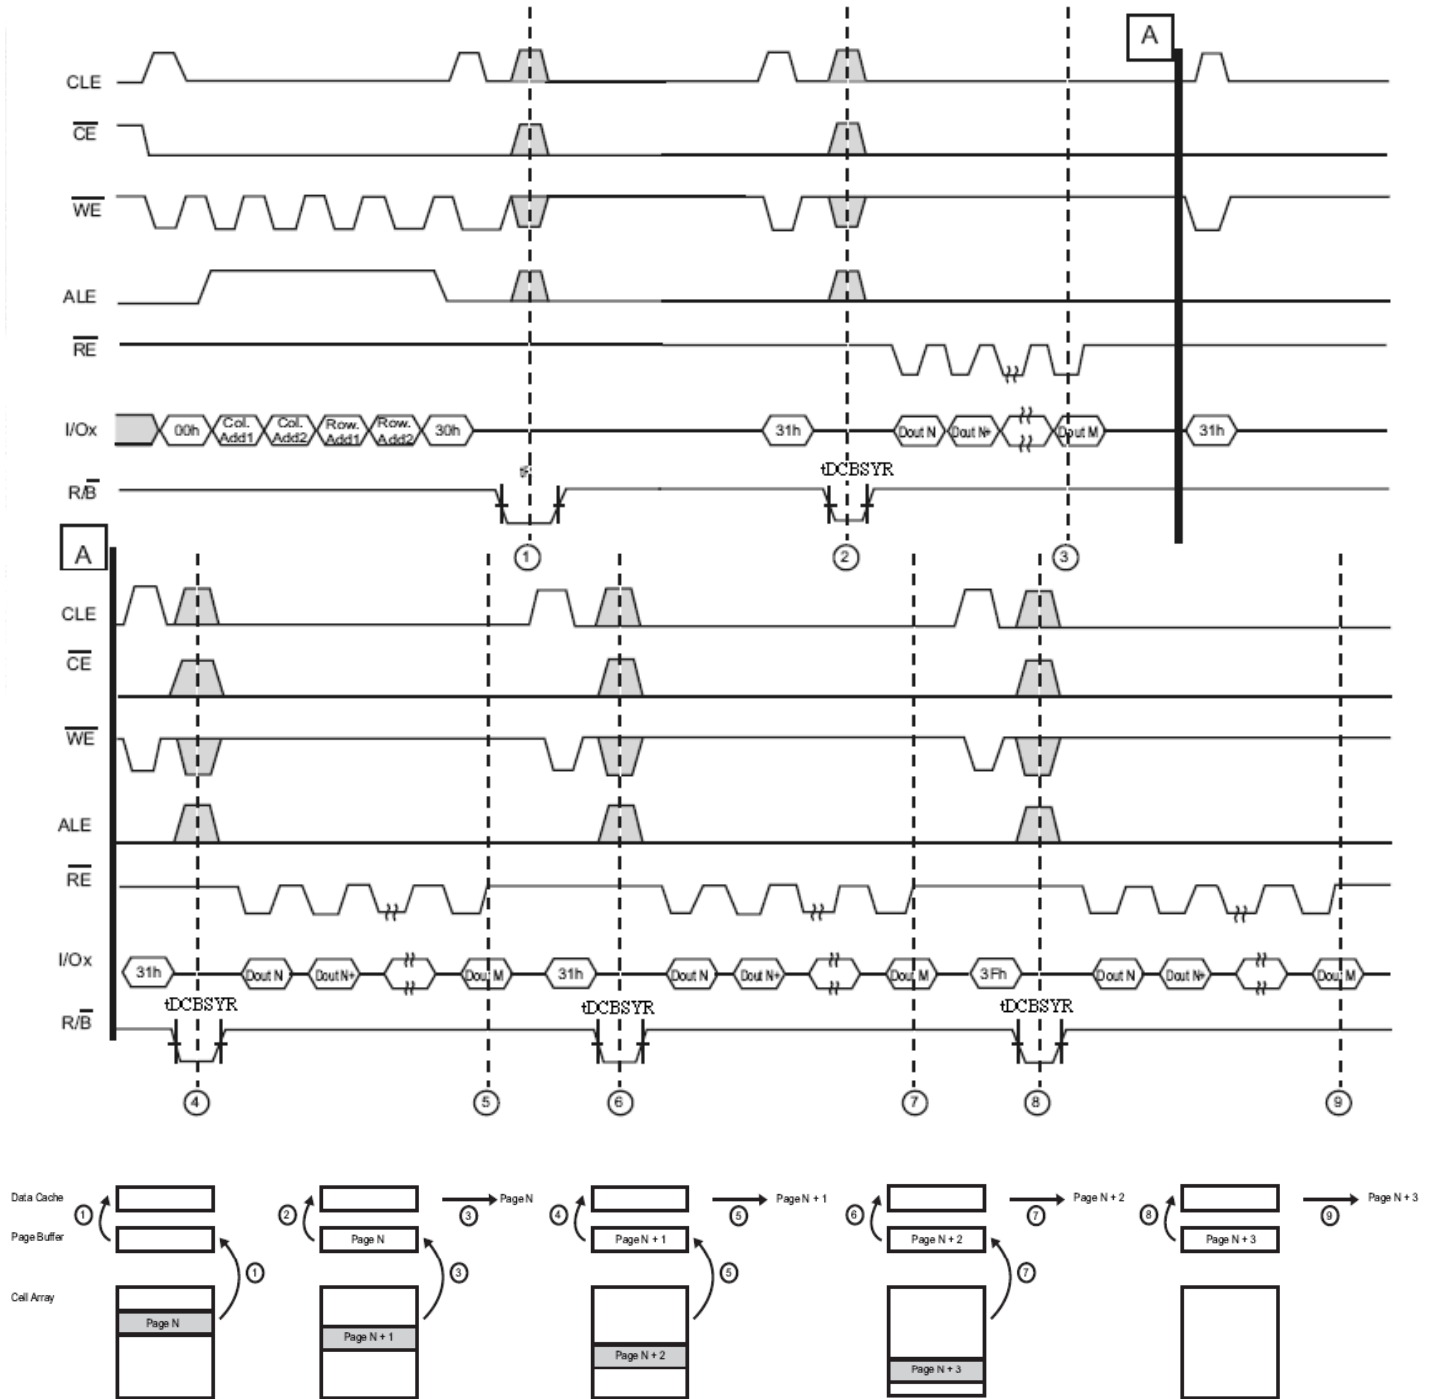 A
CLE
CE
WE
ALE
RE
I/Ox 00h Col. Add1 Col. Add2 Row. Add1 Row. Add2 30h 31h Dout N Dout N+ Dout M 31h
tDCBSYR
R/B
1 2 3
A
CLE
CE
WE
ALE
RE
I/Ox 31h Dout N Dout N+ Dout M 31h Dout N Dout N+ Dout M 3Fh Dout N Dout N+ Dout M
tDCBSYR tDCBSYR tDCBSYR
R/B
4 5 6 7 8 9
Data Cache 1 2 3 Page N 4 5 Page N + 1 6 7 Page N + 2 8 9 Page N + 3
Page Buffer Page N Page N + 1 Page N + 2 Page N + 3
1 3 5 7
Cell Array
Page N Page N + 1 Page N + 2 Page N + 3